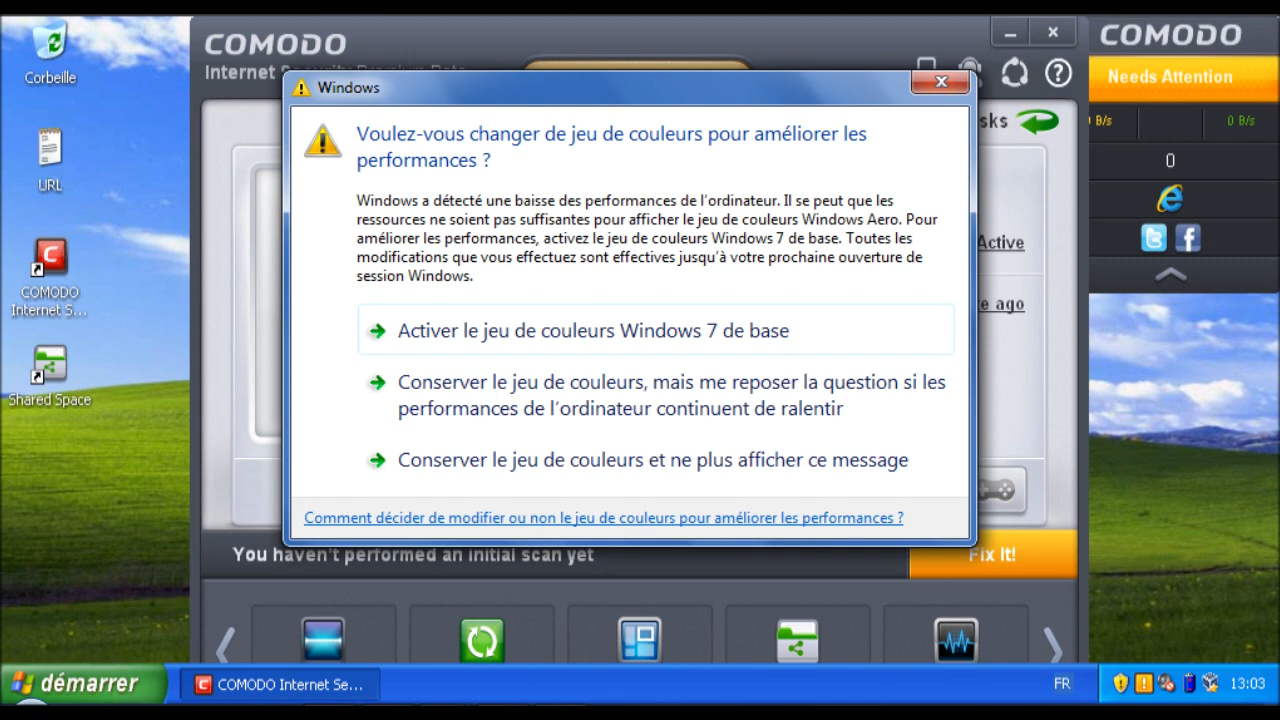 Corbeille
URL
COMODO
Internet S...
Shared Space
COMODO
Internet
Windows
Voulez-vous changer de jeu de couleurs pour améliorer les
performances ?
Windows a détecté une baisse des performances de l'ordinateur. Il se peut que les
ressources ne soient pas suffisantes pour afficher le jeu de couleurs Windows Aero. Pour
améliorer les performances, activez le jeu de couleurs Windows 7 de base. Toutes les
modifications que vous effectuez sont effectives jusqu'à votre prochaine ouverture de
session Windows.
Activer le jeu de couleurs Windows 7 de base
Conserver le jeu de couleurs, mais me reposer la question si les
performances de l'ordinateur continuent de ralentir
Conserver le jeu de couleurs et ne plus afficher ce message
Comment décider de modifier ou non le jeu de couleurs pour améliorer les performances ?
sks
Active
e ago
You haven't performed an initial scan yet
Fix It!
COMODO
Needs Attention
B/s
0 B/s
0
démarrer
COMODO Internet Se...
FR
13:03